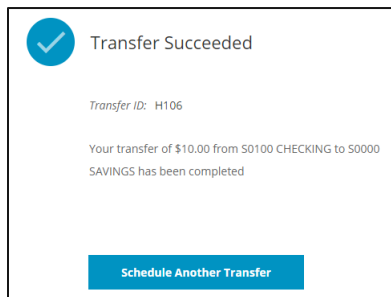 Transfer Succeeded
Transfer ID: H106
Your transfer of $10.00 from S0100 CHECKING to S0000
SAVINGS has been completed
Schedule Another Transfer